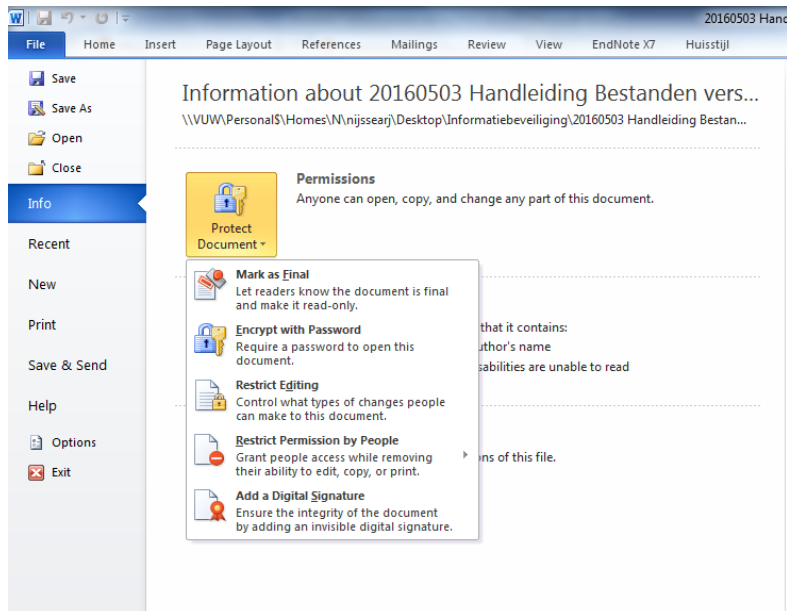 20160503 Hand
File Home Insert Page Layout References Mailings Review View EndNote X7 Huisstijl
Save
Save As
Open
Close
Info
Recent
New
Print
Save & Send
Help
Options
Exit
Information about 20160503 Handleiding Bestanden vers...
\\VUW\Personal$\Homes\N\nijssearj\Desktop\Informatiebeveiliging\20160503 Handleiding Bestan...
Protect
Document
Permissions
Anyone can open, copy, and change any part of this document.
Mark as Final
Let readers know the document is final
and make it read-only.
Encrypt with Password
Require a password to open this
document.
Restrict Editing
Control what types of changes people
can make to this document.
Restrict Permission by People
Grant people access while removing
their ability to edit, copy, or print.
Add a Digital Signature
Ensure the integrity of the document
by adding an invisible digital signature.
that it contains:
uthor's name
sabilities are unable to read
ns of this file.